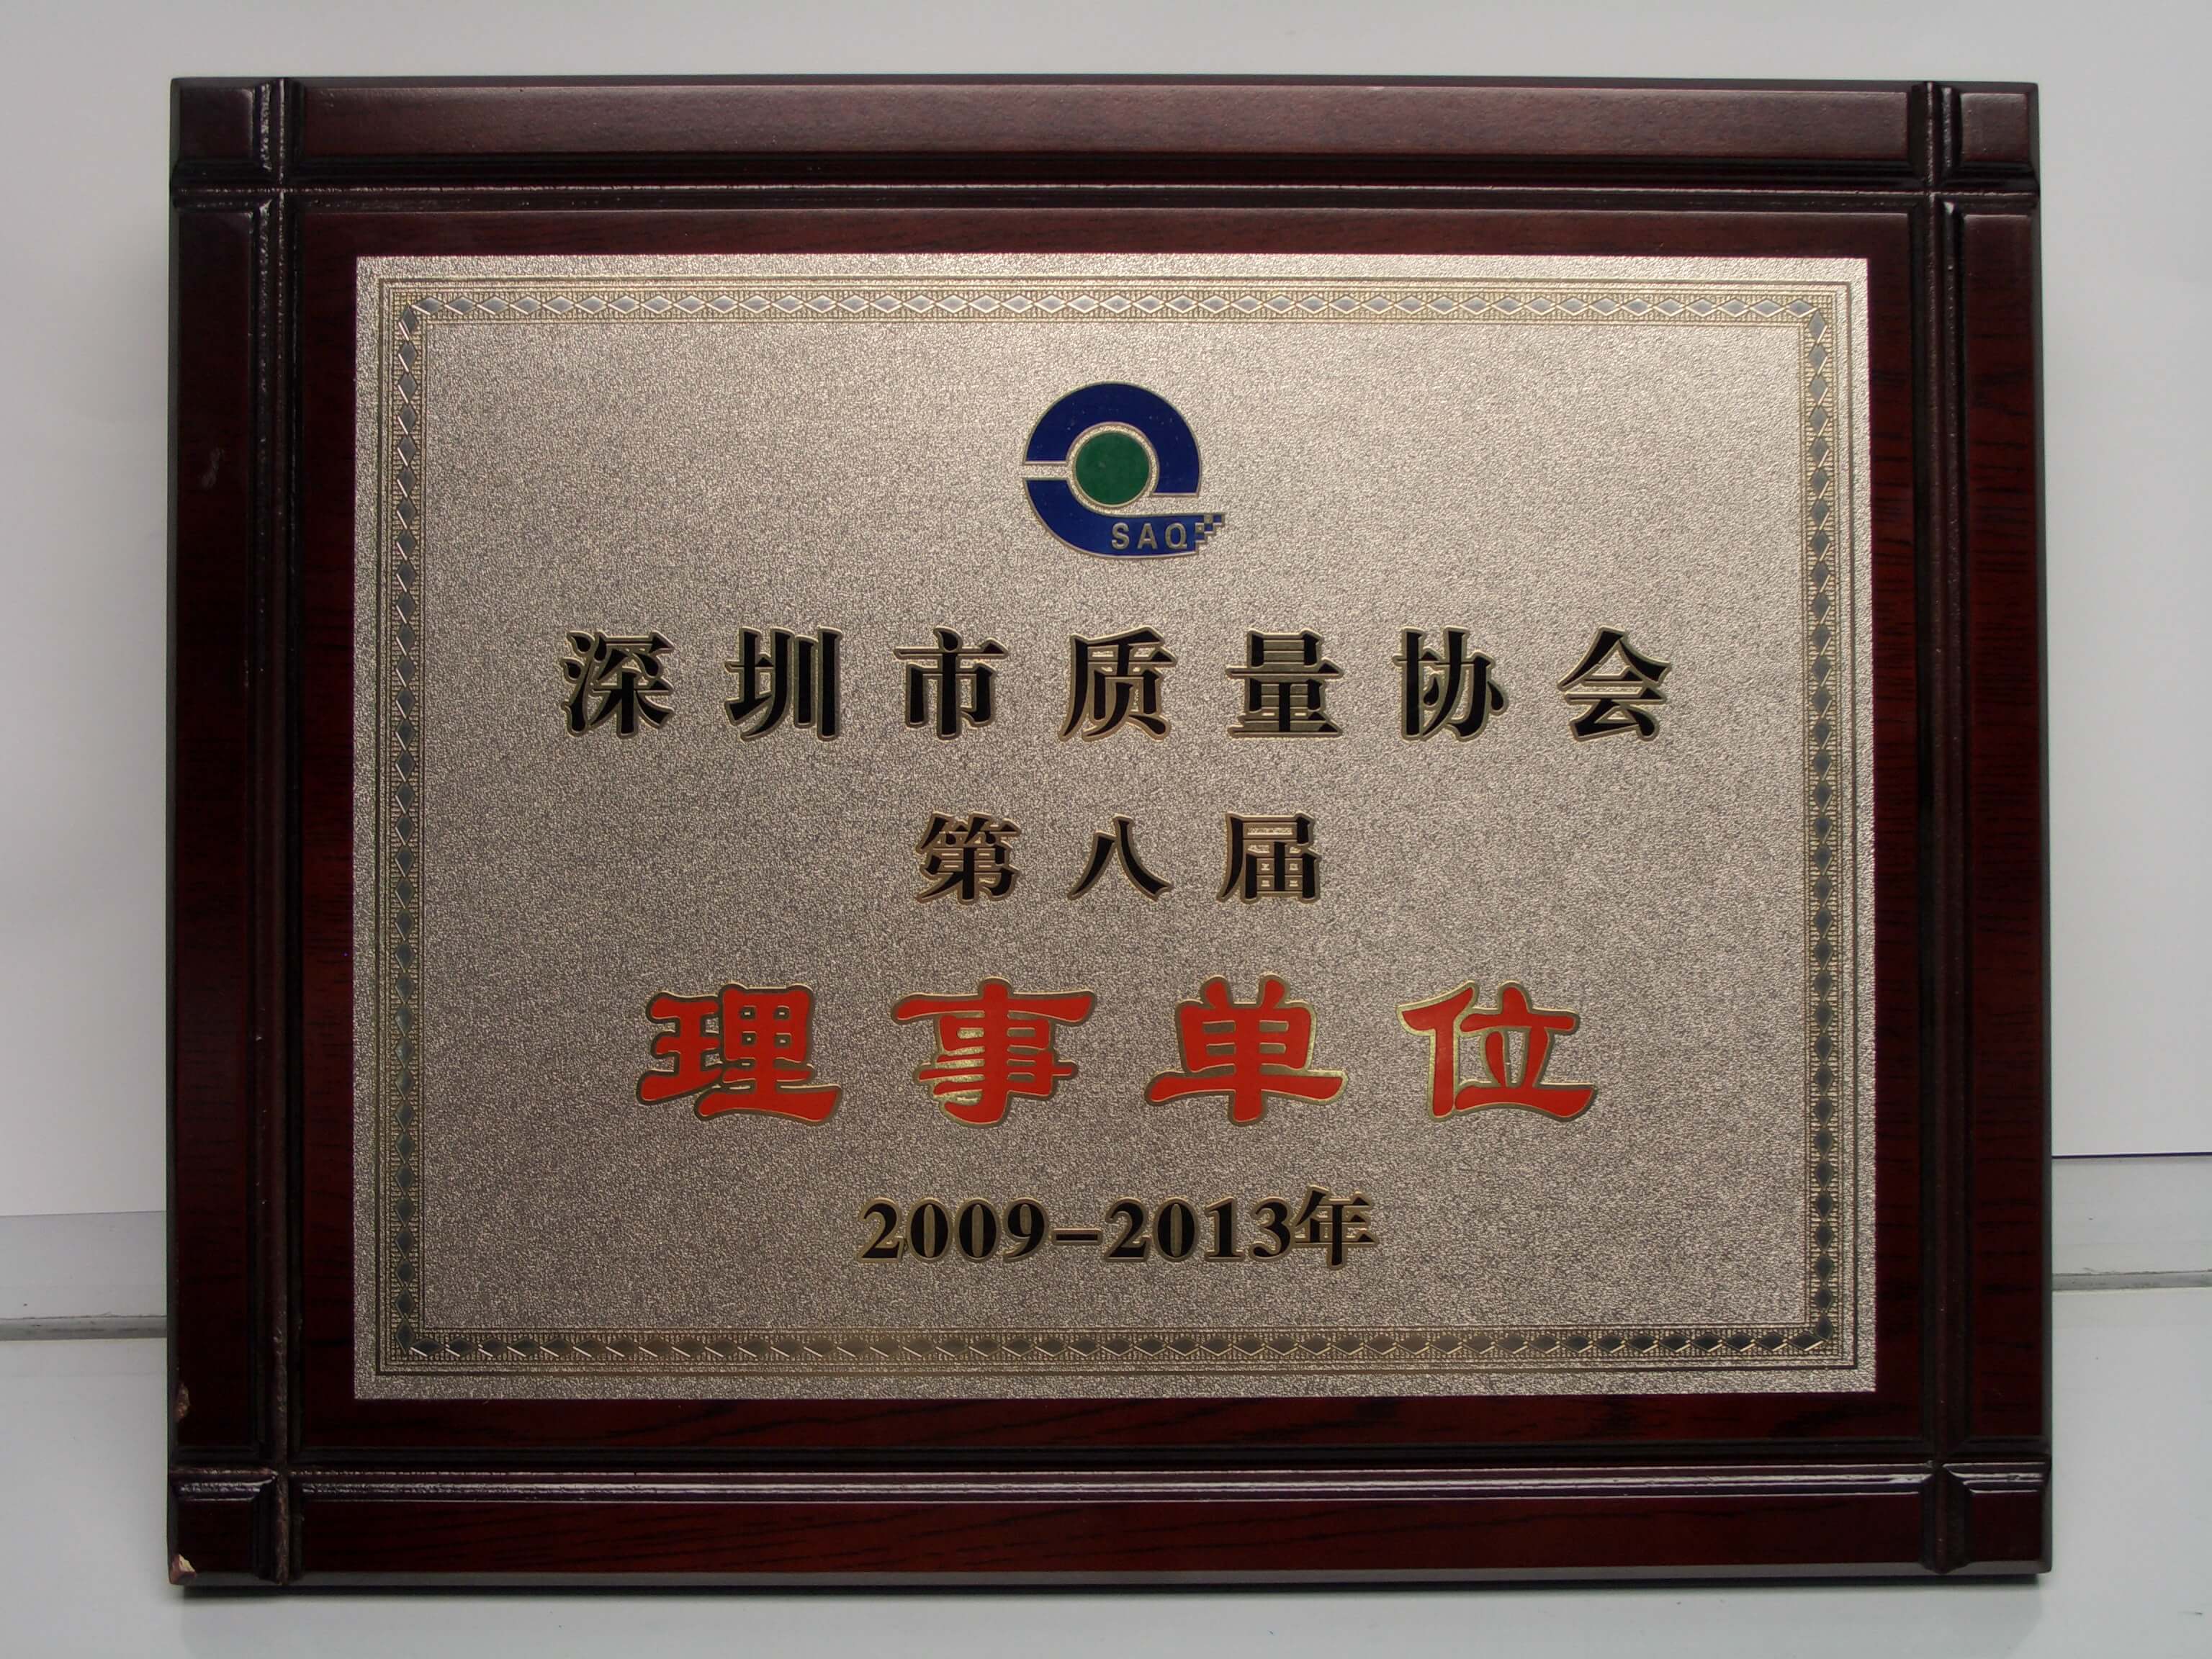 SAQ
深圳市质量协会
第八届
理事单位
2009-2013年